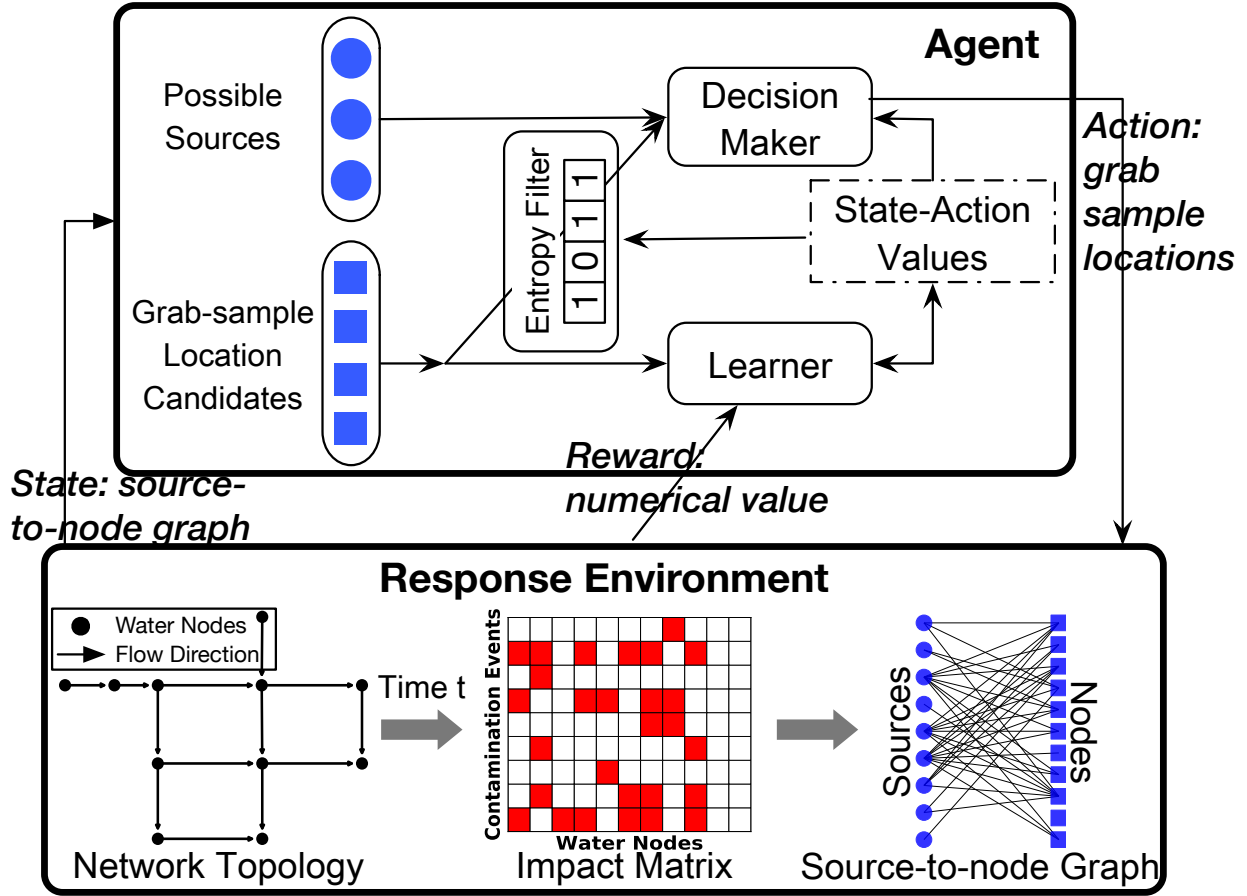 Agent
Possible
Sources
Decision
Maker
Action:
grab
sample
locations
Entropy Filter
1 0 1 1
State-Action
Values
Grab-sample
Location
Candidates
Learner
Reward:
numerical value
State: source-
to-node graph
Response Environment
Water Nodes
Flow Direction
Time t
Contamination Events
Water Nodes
Sources
Nodes
Network Topology
Impact Matrix
Source-to-node Graph